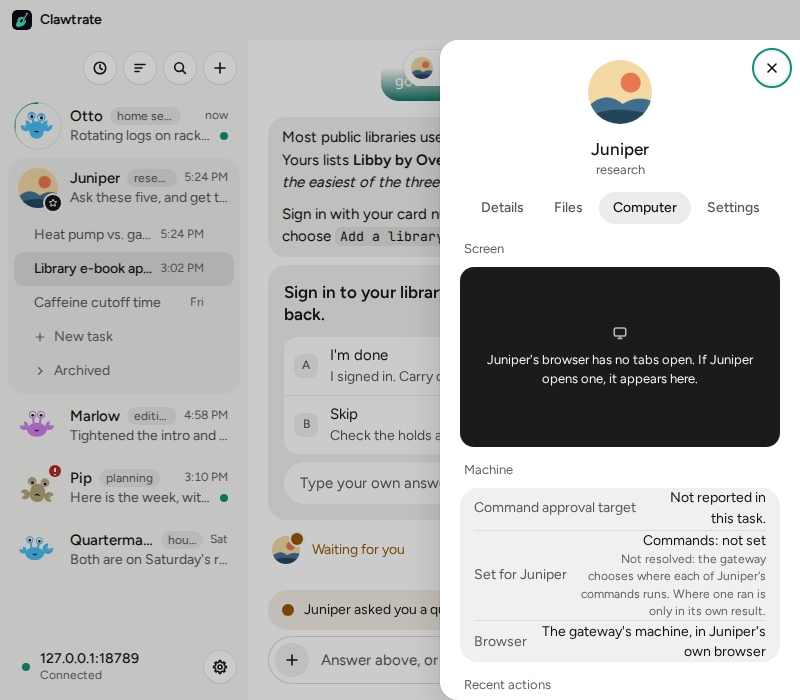 Clawtrate
Otto home se... now
Rotating logs on rack...
Juniper rese... 5:24 PM
Ask these five, and get t...
Heat pump vs. ga... 5:24 PM
Library e-book ap... 3:02 PM
Caffeine cutoff time Fri
New task
Archived
Marlow editi... 4:58 PM
Tightened the intro and ...
Pip planning 3:10 PM
Here is the week, wit...
Quarterma... hou... Sat
Both are on Saturday's r...
127.0.0.1:18789
Connected
Most public libraries use
Yours lists Libby by Ove
the easiest of the three
Sign in with your card
choose Add a library
Sign in to your librar
back.
A I'm done
I signed in. Carry
B Skip
Check the holds a
Type your own answ
Waiting for you
Juniper asked you a qu
Answer above, or
Juniper
research
Details Files Computer Settings
Screen
Juniper's browser has no tabs open. If Juniper
opens one, it appears here.
Machine
Command approval target Not reported in
this task.
Set for Juniper Commands: not set
Not resolved: the gateway
chooses where each of Juniper's
commands runs. Where one ran is
only in its own result.
Browser The gateway's machine, in Juniper's
own browser
Recent actions